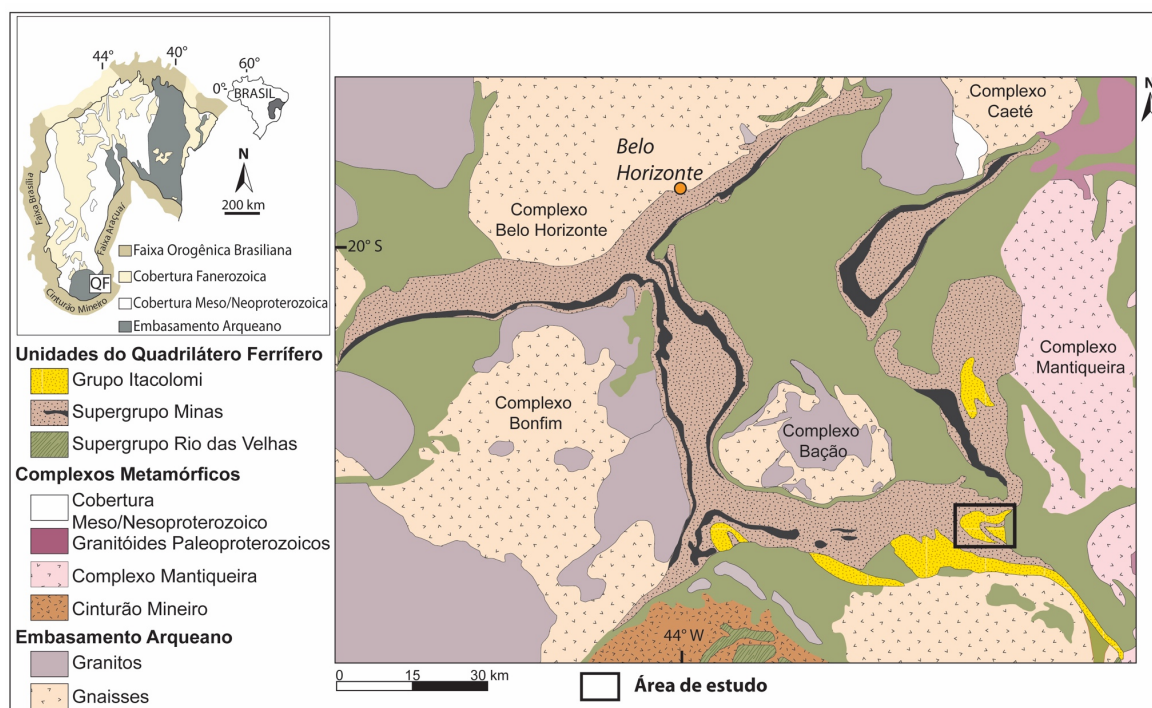 44°
40°
60°
0°
BRASIL
N
200 km
Faixa Brasília
Faixa Araçuaí
Cinturão Mineiro
QF
Faixa Orogênica Brasiliana
Cobertura Fanerozoica
Cobertura Meso/Neoproterozoica
Embasamento Arqueano
Unidades do Quadrilátero Ferrífero
Grupo Itacolomi
Supergrupo Minas
Supergrupo Rio das Velhas
Complexos Metamórficos
Cobertura
Meso/Nesoproterozoico
Granitóides Paleoproterozoicos
Complexo Mantiqueira
Cinturão Mineiro
Embasamento Arqueano
Granitos
Gnaisses
N
Complexo
Caeté
Belo
Horizonte
Complexo
Belo Horizonte
20° S
Complexo
Mantiqueira
Complexo
Bonfim
Complexo
Bação
44° W
0 15 30 km
Área de estudo